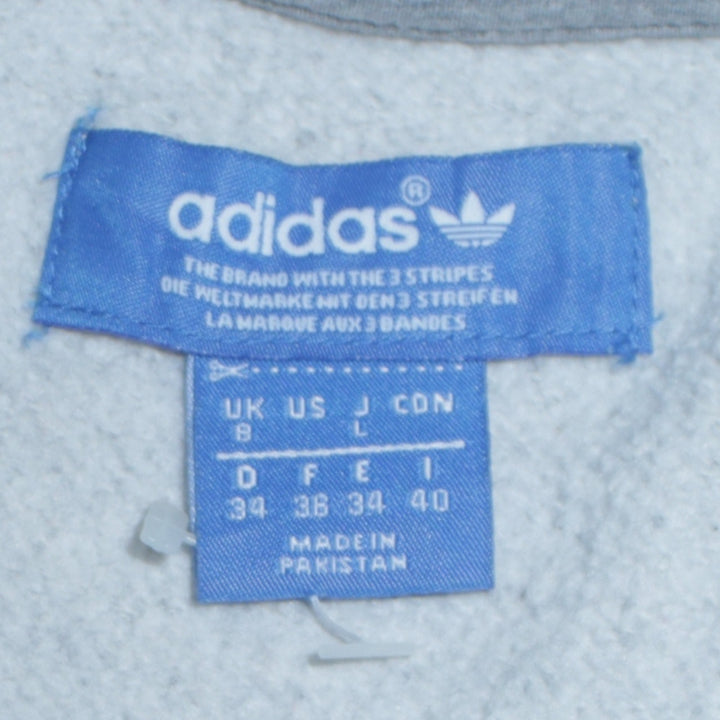 adidas®
THE BRAND WITH THE 3 STRIPES
DIE WELTMARKE MIT DEN 3 STREIFEN
LA MARQUE AUX 3 BANDES
UK US J CDN
8 L
D F E I
34 36 34 40
MADE IN
PAKISTAN